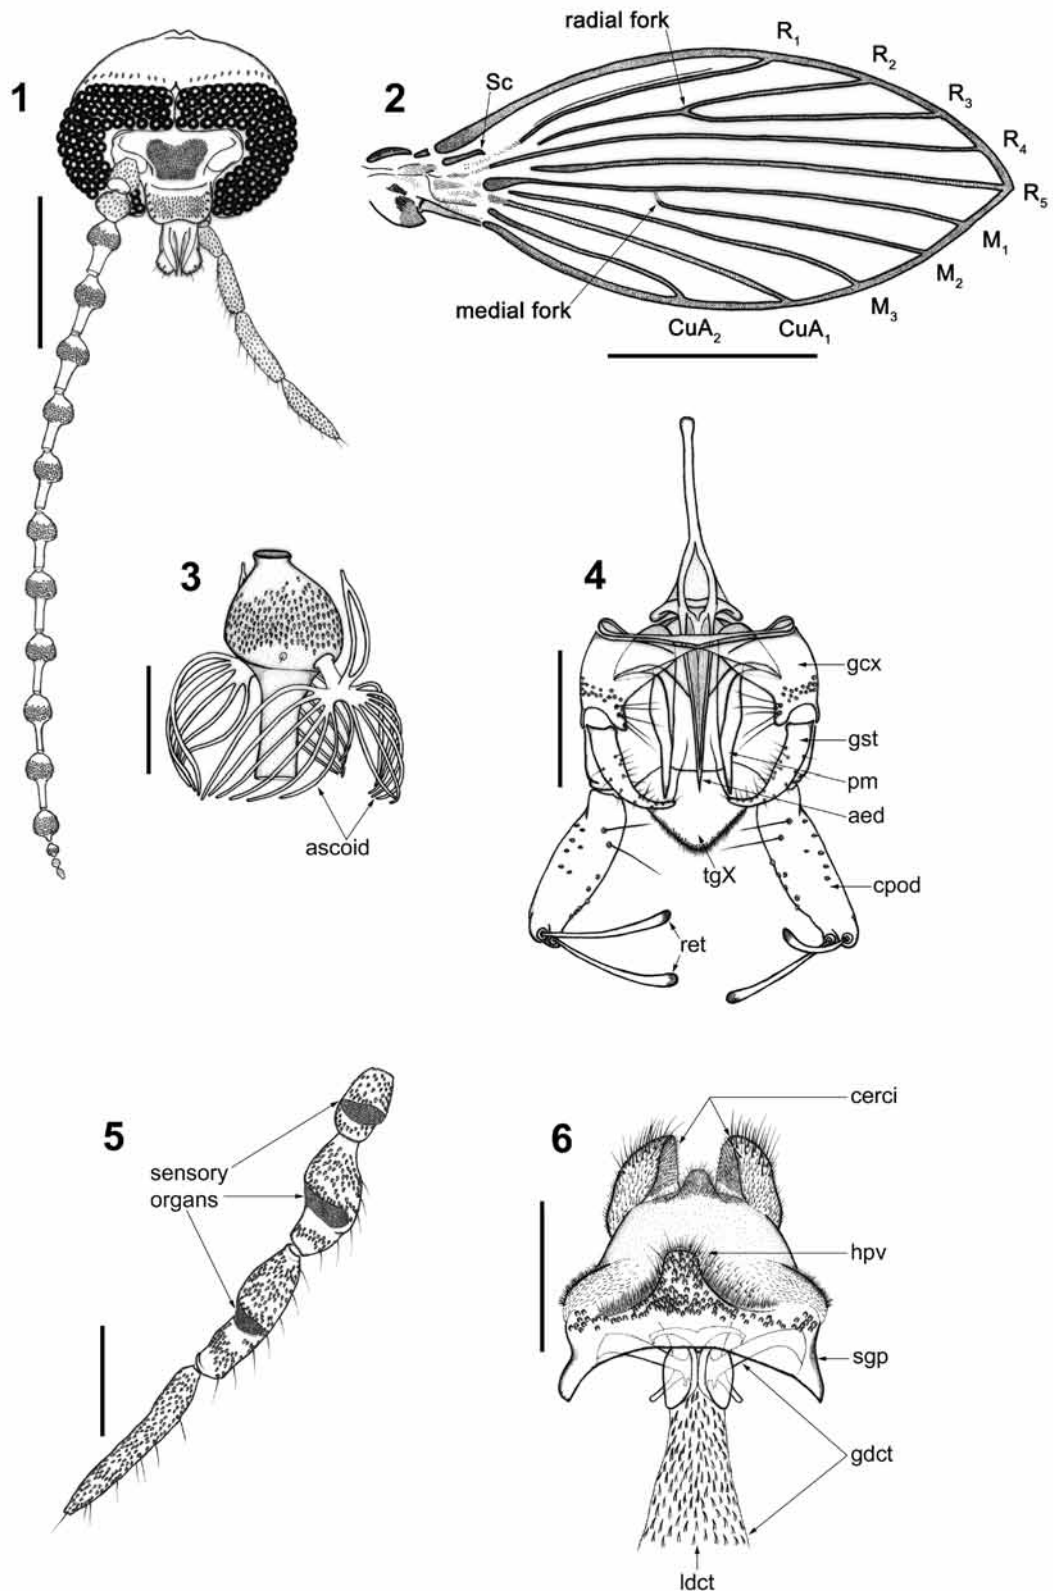 1
2
radial fork
Sc
R1
R2
R3
R4
R5
M1
M2
M3
CuA1
CuA2
medial fork
3
ascoid
4
gcx
gst
pm
aed
tgX
cpod
ret
5
sensory
organs
6
cerci
hpv
sgp
gdct
ldct